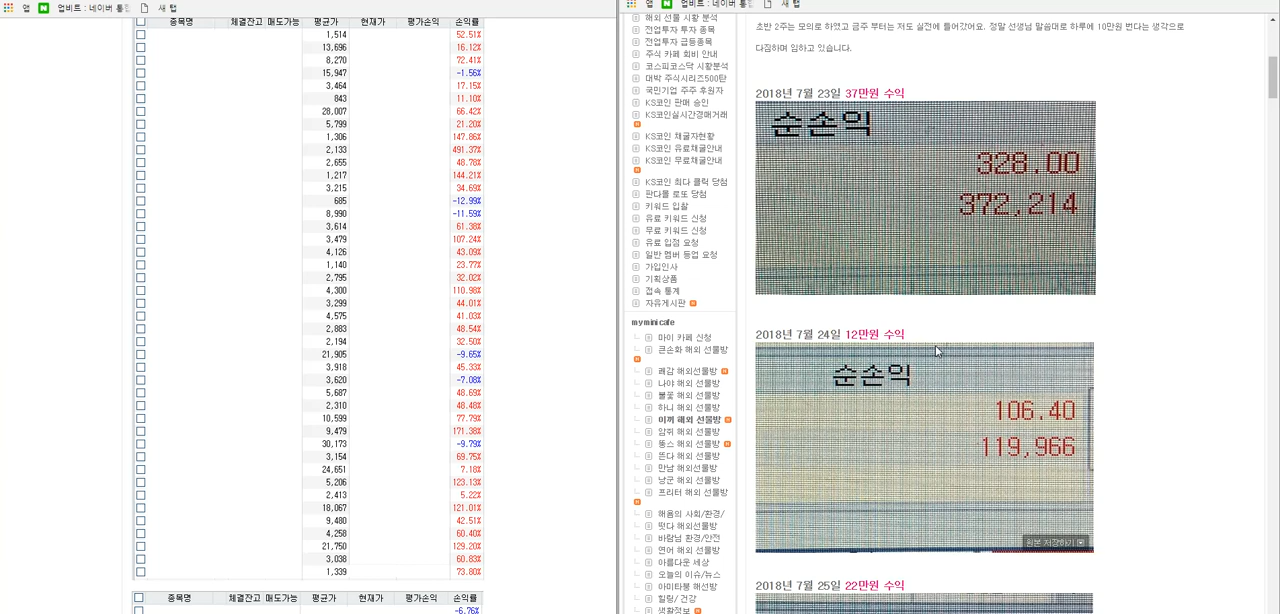 앱 N 업비트 : 네이버 통합 새 탭
종목명 체결잔고 매도가능 평균가 현재가 평가손익 손익률
1,514 52.51%
13,696 16.12%
8,270 72.41%
15,947 -1.56%
3,464 17.15%
843 11.10%
28,007 66.42%
5,799 21.20%
1,306 147.86%
2,133 491.37%
2,655 48.78%
1,217 144.21%
3,215 34.69%
685 -12.99%
8,990 -11.59%
3,614 61.38%
3,479 107.24%
4,126 43.09%
1,140 23.77%
2,795 32.02%
4,300 110.98%
3,299 44.01%
4,575 41.03%
2,883 48.54%
2,194 32.50%
21,905 -9.65%
3,918 45.33%
3,620 -7.08%
5,687 48.69%
2,310 48.48%
10,599 77.79%
9,479 171.38%
30,173 -9.79%
3,154 69.75%
24,651 7.18%
5,206 123.13%
2,413 5.22%
18,067 121.01%
9,480 42.51%
4,258 60.40%
21,750 129.20%
3,038 60.83%
1,339 73.80%
종목명 체결잔고 매도가능 평균가 현재가 평가손익 손익률
-6.76%
앱 N 업비트 : 네이버 통합 새 탭
해외 선물 시황 분석
전업투자 투자 종목
전업투자 급등종목
주식 카페 회비 안내
코스피코스닥 시황분석
대박 주식시리즈500탄
국민기업 주주 후원자
KS코인 판매 승인
KS코인실시간경매거래
KS코인 채굴자현황
KS코인 유료채굴안내
KS코인 무료채굴안내
KS코인 최다 클릭 당첨
판다몰 로또 당첨
키워드 입찰
유료 키워드 신청
무료 키워드 신청
유료 입점 요청
일반 멤버 등업 요청
가입인사
기획상품
접속 통계
자유게시판
my mini cafe
마이 카페 신청
큰손화 해외 선물방
쾌감 해외선물방
나야 해외 선물방
불꽃 해외 선물방
하니 해외 선물방
이끼 해외 선물방
암쥐 해외 선물방
뚱스 해외 선물방
뜬다 해외 선물방
만남 해외선물방
낭군 해외 선물방
프리터 해외 선물방
해욤의 사회/환경/
떳다 해외선물방
바람님 환경/안전
연어 해외 선물방
아름다운 세상
오늘의 이슈/뉴스
아미타불 해선방
힐링/ 건강
생활정보
초반 2주는 모의로 하였고 금주 부터는 저도 실전에 들어갔어요. 정말 선생님 말씀대로 하루에 10만원 번다는 생각으로
다짐하며 임하고 있습니다.
2018년 7월 23일 37만원 수익
순손익
328.00
372,214
2018년 7월 24일 12만원 수익
순손익
106.40
119,966
원본 저장하기
2018년 7월 25일 22만원 수익